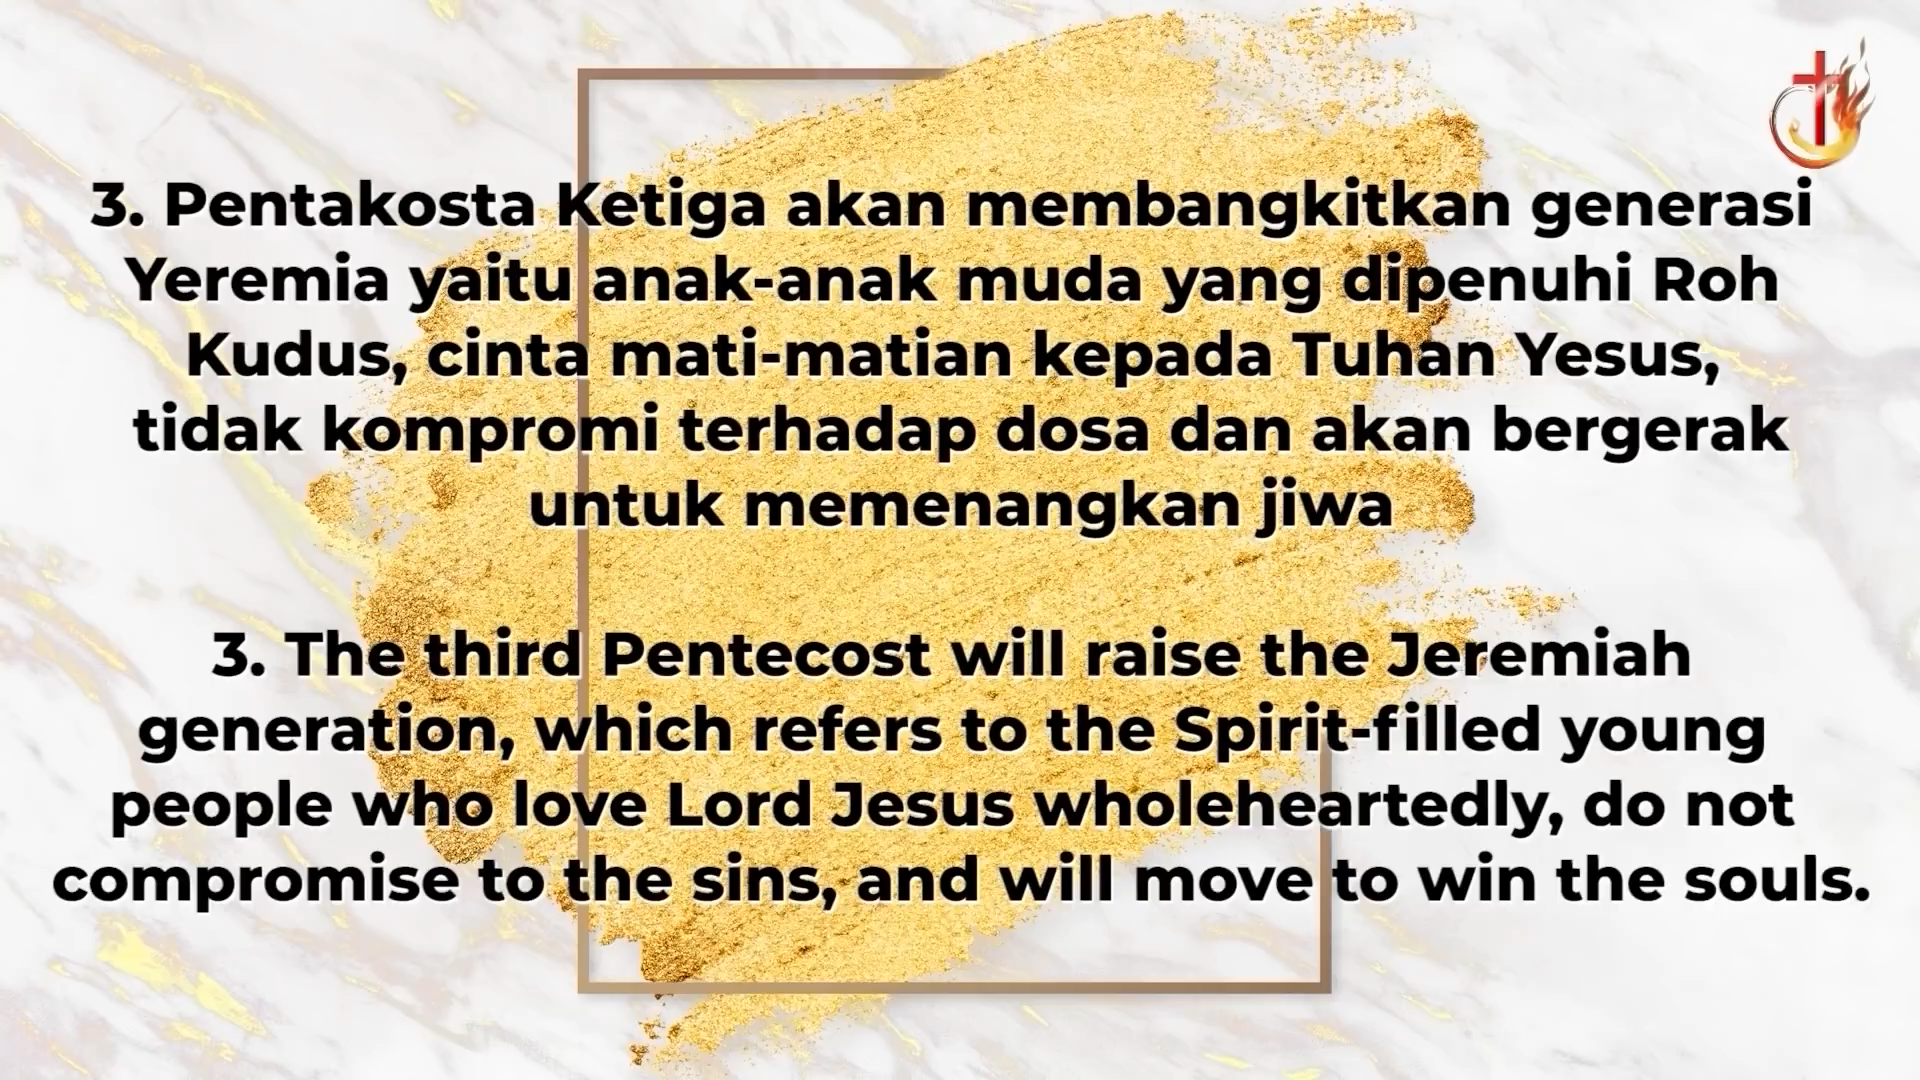 3. Pentakosta Ketiga akan membangkitkan generasi
Yeremia yaitu anak-anak muda yang dipenuhi Roh
Kudus, cinta mati-matian kepada Tuhan Yesus,
tidak kompromi terhadap dosa dan akan bergerak
untuk memenangkan jiwa
3. The third Pentecost will raise the Jeremiah
generation, which refers to the Spirit-filled young
people who love Lord Jesus wholeheartedly, do not
compromise to the sins, and will move to win the souls.